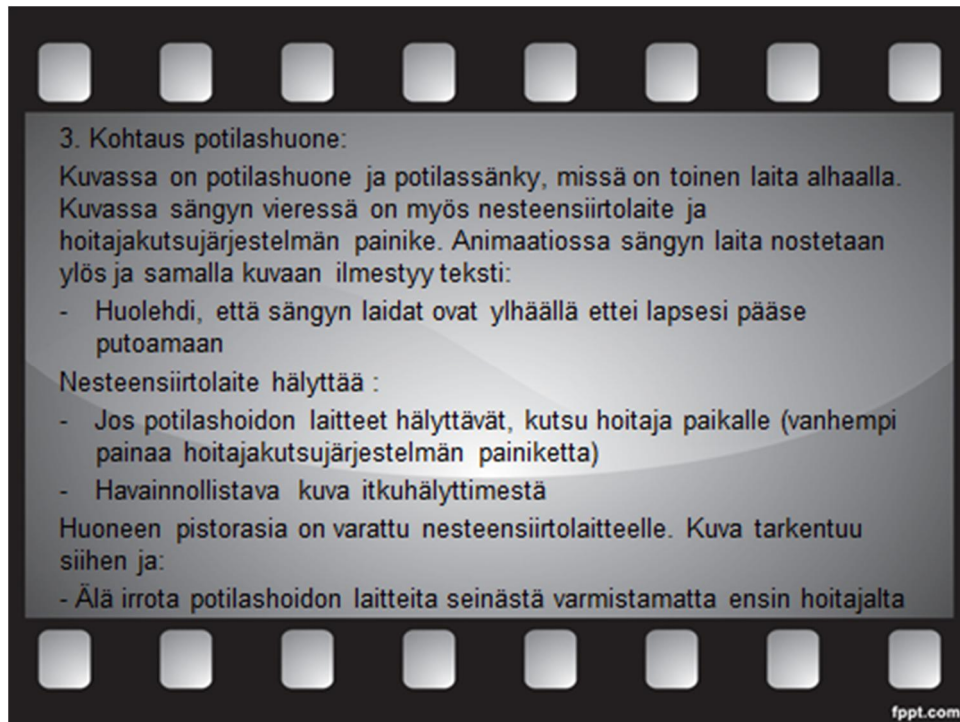 3. Kohtaus potilashuone:
Kuvassa on potilashuone ja potilassänky, missä on toinen laita alhaalla.
Kuvassa sängyn vieressä on myös nesteensiirtolaite ja
hoitajakutsujärjestelmän painike. Animaatiossa sängyn laita nostetaan
ylös ja samalla kuvaan ilmestyy teksti:
- Huolehdi, että sängyn laidat ovat ylhäällä ettei lapsesi pääse
putoamaan
Nesteensiirtolaite hälyttää :
- Jos potilashoidon laitteet hälyttävät, kutsu hoitaja paikalle (vanhempi
painaa hoitajakutsujärjestelmän painiketta)
- Havainnollistava kuva itkuhälyttimestä
Huoneen pistorasia on varattu nesteensiirtolaitteelle. Kuva tarkentuu
siihen ja:
- Älä irrota potilashoidon laitteita seinästä varmistamatta ensin hoitajalta
fppt.com